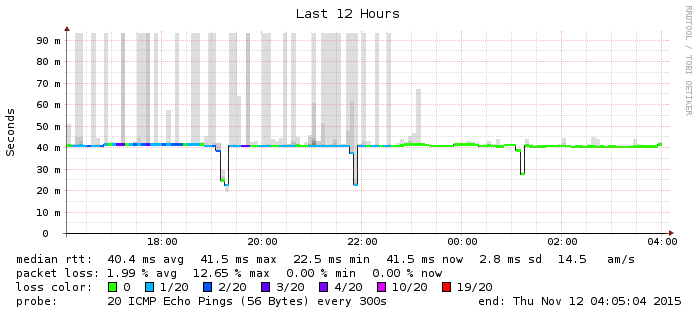 Last 12 Hours
RRDTOOL / TOBI OETIKER
Seconds
90 m
80 m
70 m
60 m
50 m
40 m
30 m
20 m
10 m
0
18:00 20:00 22:00 00:00 02:00 04:00
median rtt: 40.4 ms avg 41.5 ms max 22.5 ms min 41.5 ms now 2.8 ms sd 14.5 am/s
packet loss: 1.99 % avg 12.65 % max 0.00 % min 0.00 % now
loss color: 0 1/20 2/20 3/20 4/20 10/20 19/20
probe: 20 ICMP Echo Pings (56 Bytes) every 300s end: Thu Nov 12 04:05:04 2015